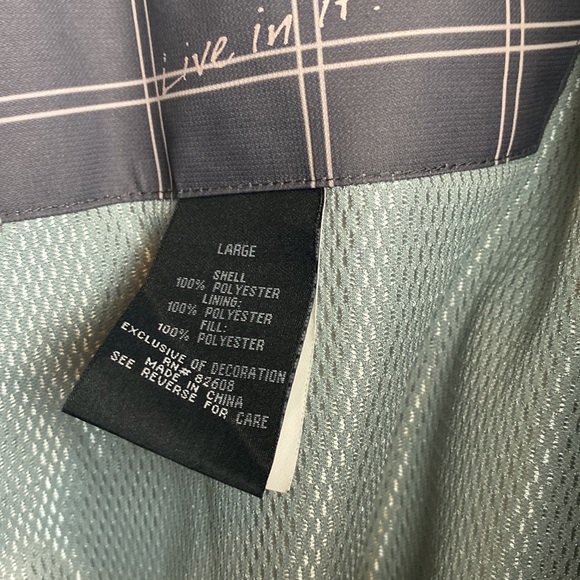 Live in it.
LARGE
SHELL
100% POLYESTER
LINING:
100% POLYESTER
FILL:
100% POLYESTER
EXCLUSIVE OF DECORATION
RN# 82608
MADE IN CHINA
SEE REVERSE FOR CARE